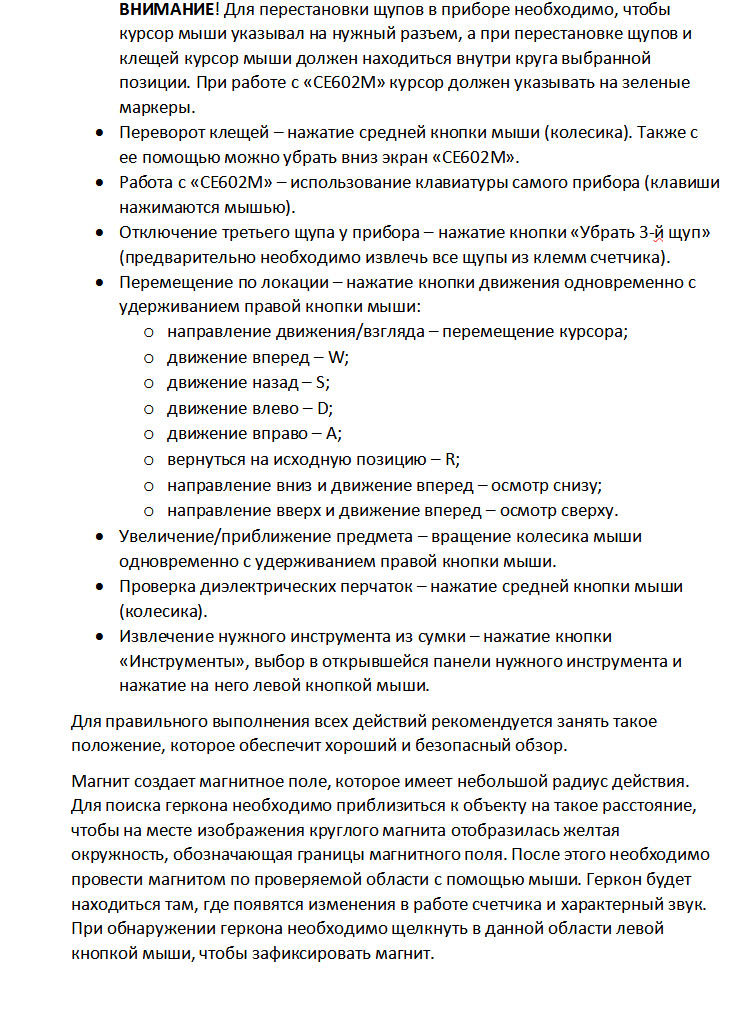 ВНИМАНИЕ! Для перестановки щупов в приборе необходимо, чтобы
курсор мыши указывал на нужный разъем, а при перестановке щупов и
клещей курсор мыши должен находиться внутри круга выбранной
позиции. При работе с «СЕ602М» курсор должен указывать на зеленые
маркеры.
• Переворот клещей – нажатие средней кнопки мыши (колесика). Также с
ее помощью можно убрать вниз экран «СЕ602М».
• Работа с «СЕ602М» – использование клавиатуры самого прибора (клавиши
нажимаются мышью).
• Отключение третьего щупа у прибора – нажатие кнопки «Убрать 3-й щуп»
(предварительно необходимо извлечь все щупы из клемм счетчика).
• Перемещение по локации – нажатие кнопки движения одновременно с
удерживанием правой кнопки мыши:
o направление движения/взгляда – перемещение курсора;
o движение вперед – W;
o движение назад – S;
o движение влево – D;
o движение вправо – A;
o вернуться на исходную позицию – R;
o направление вниз и движение вперед – осмотр снизу;
o направление вверх и движение вперед – осмотр сверху.
• Увеличение/приближение предмета – вращение колесика мыши
одновременно с удерживанием правой кнопки мыши.
• Проверка диэлектрических перчаток – нажатие средней кнопки мыши
(колесика).
• Извлечение нужного инструмента из сумки – нажатие кнопки
«Инструменты», выбор в открывшейся панели нужного инструмента и
нажатие на него левой кнопкой мыши.
Для правильного выполнения всех действий рекомендуется занять такое
положение, которое обеспечит хороший и безопасный обзор.
Магнит создает магнитное поле, которое имеет небольшой радиус действия.
Для поиска геркона необходимо приблизиться к объекту на такое расстояние,
чтобы на месте изображения круглого магнита отобразилась желтая
окружность, обозначающая границы магнитного поля. После этого необходимо
провести магнитом по проверяемой области с помощью мыши. Геркон будет
находиться там, где появятся изменения в работе счетчика и характерный звук.
При обнаружении геркона необходимо щелкнуть в данной области левой
кнопкой мыши, чтобы зафиксировать магнит.